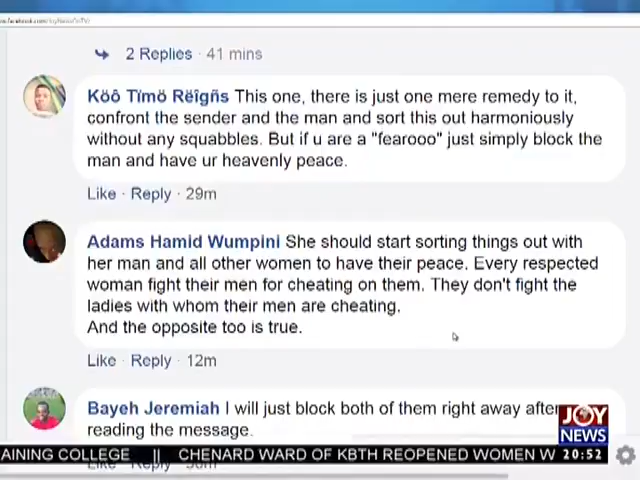 2 Replies · 41 mins
Köô Tïmö Rëîgñs This one, there is just one mere remedy to it,
confront the sender and the man and sort this out harmoniously
without any squabbles. But if u are a "fearooo" just simply block the
man and have ur heavenly peace.
Like · Reply · 29m
Adams Hamid Wumpini She should start sorting things out with
her man and all other women to have their peace. Every respected
woman fight their men for cheating on them. They don't fight the
ladies with whom their men are cheating.
And the opposite too is true.
Like · Reply · 12m
Bayeh Jeremiah I will just block both of them right away after
reading the message.
JOY
NEWS
AINING COLLEGE || CHENARD WARD OF KBTH REOPENED WOMEN W
20:52
Like · Reply